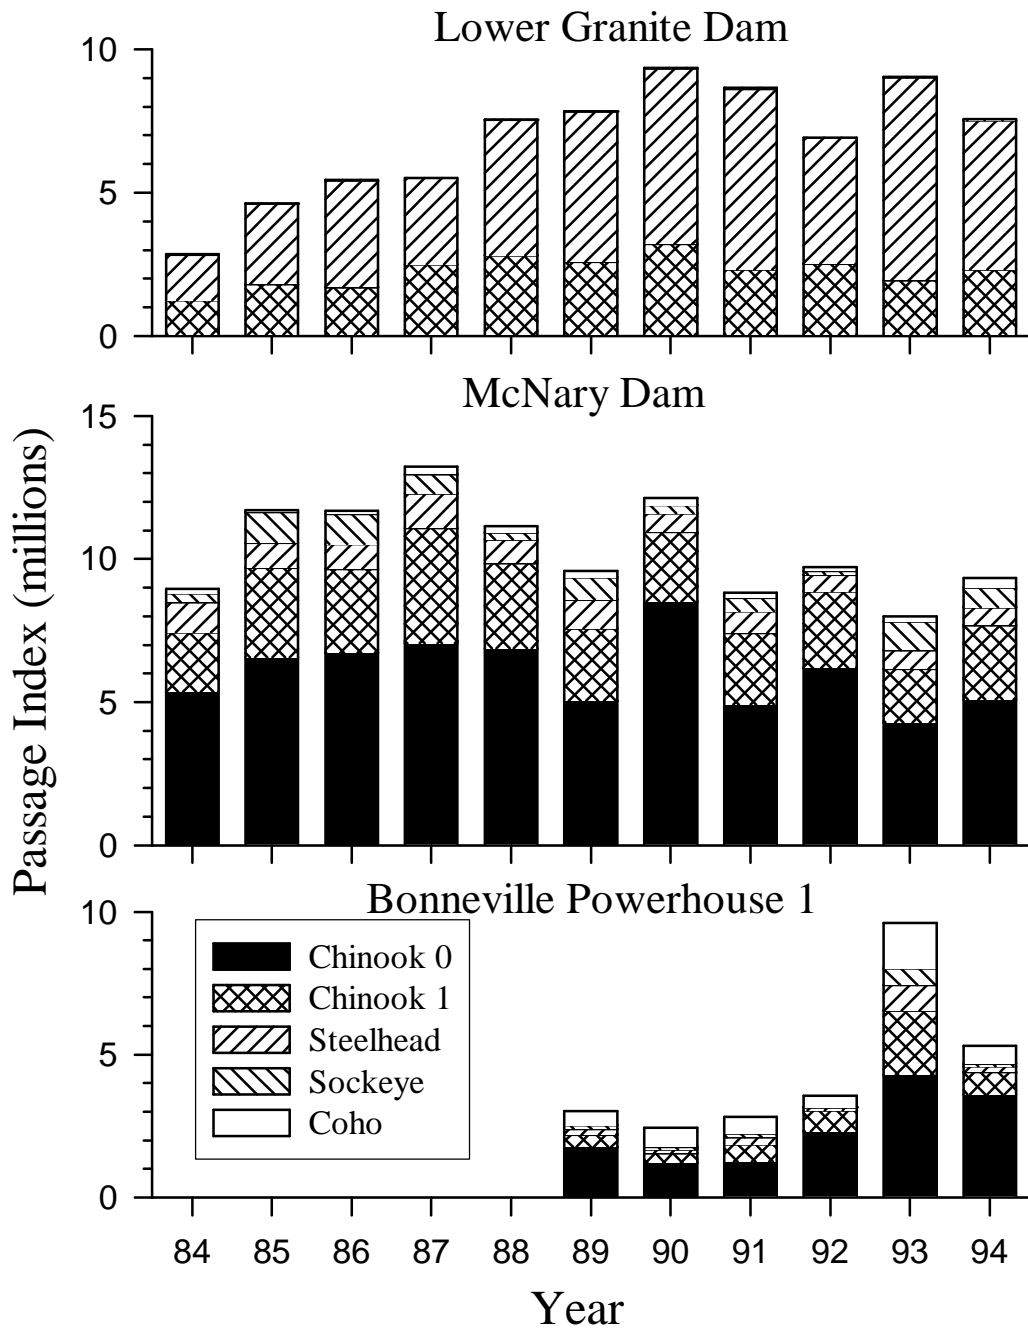 Lower Granite Dam
10
5
0
McNary Dam
15
10
5
0
Passage Index (millions)
Bonneville Powerhouse 1
10
5
0
Chinook 0
Chinook 1
Steelhead
Sockeye
Coho
84 85 86 87 88 89 90 91 92 93 94
Year